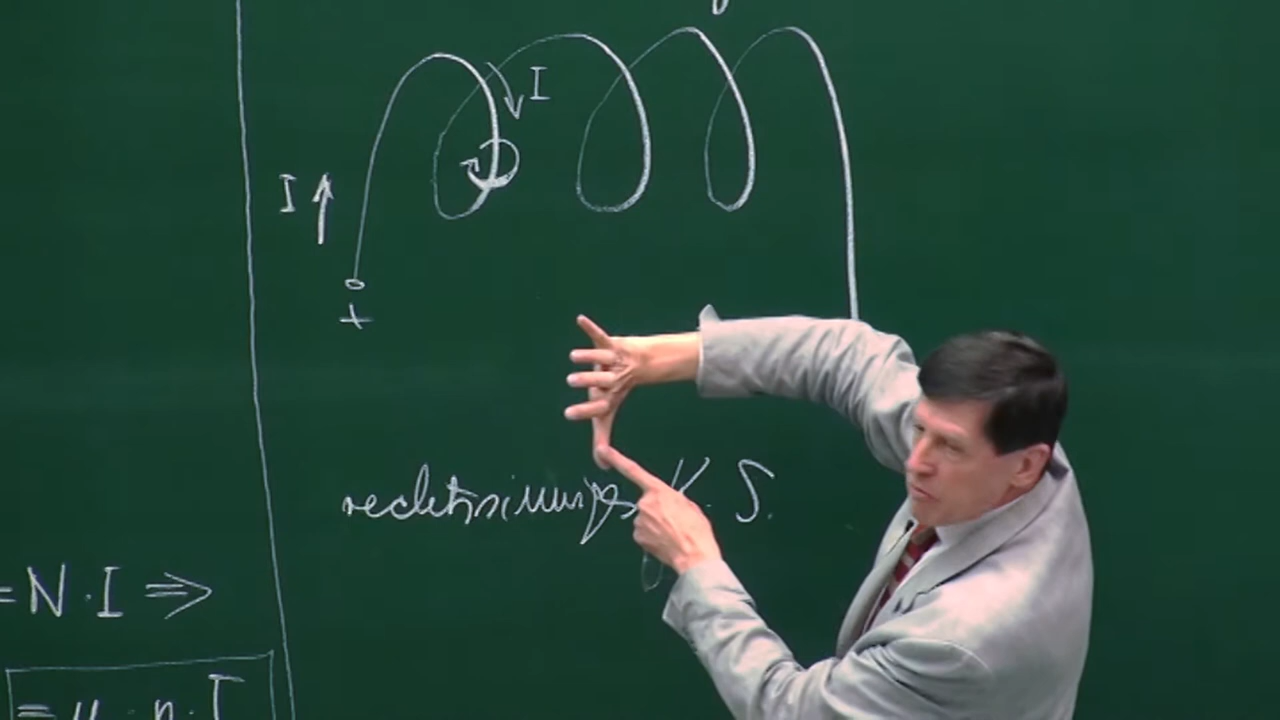 I ↑
I
+
rechtsinniges K. S.
= N · I ⇒
= μ · n · I